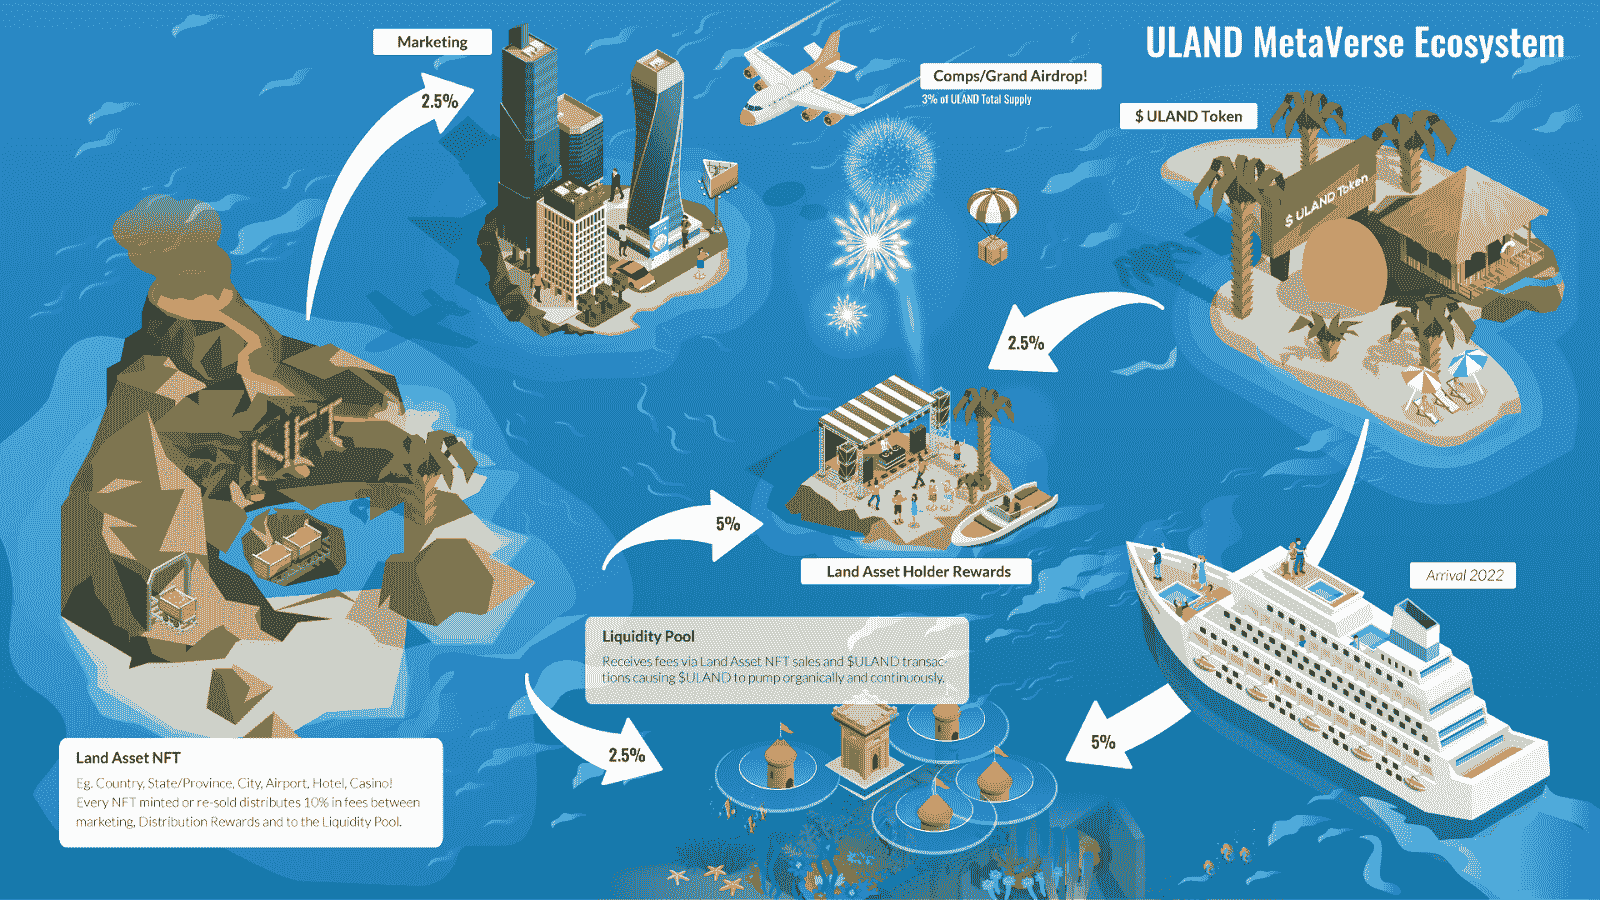 ULAND MetaVerse Ecosystem
Marketing
2.5%
Comps/Grand Airdrop!
3% of ULAND Total Supply
$ ULAND Token
$ ULAND Token
2.5%
NFT
5%
Land Asset Holder Rewards
Arrival 2022
Liquidity Pool
Receives fees via Land Asset NFT sales and $ULAND transac-
tions causing $ULAND to pump organically and continuously.
2.5%
5%
Land Asset NFT
Eg. Country, State/Province, City, Airport, Hotel, Casino!
Every NFT minted or re-sold distributes 10% in fees between
marketing, Distribution Rewards and to the Liquidity Pool.